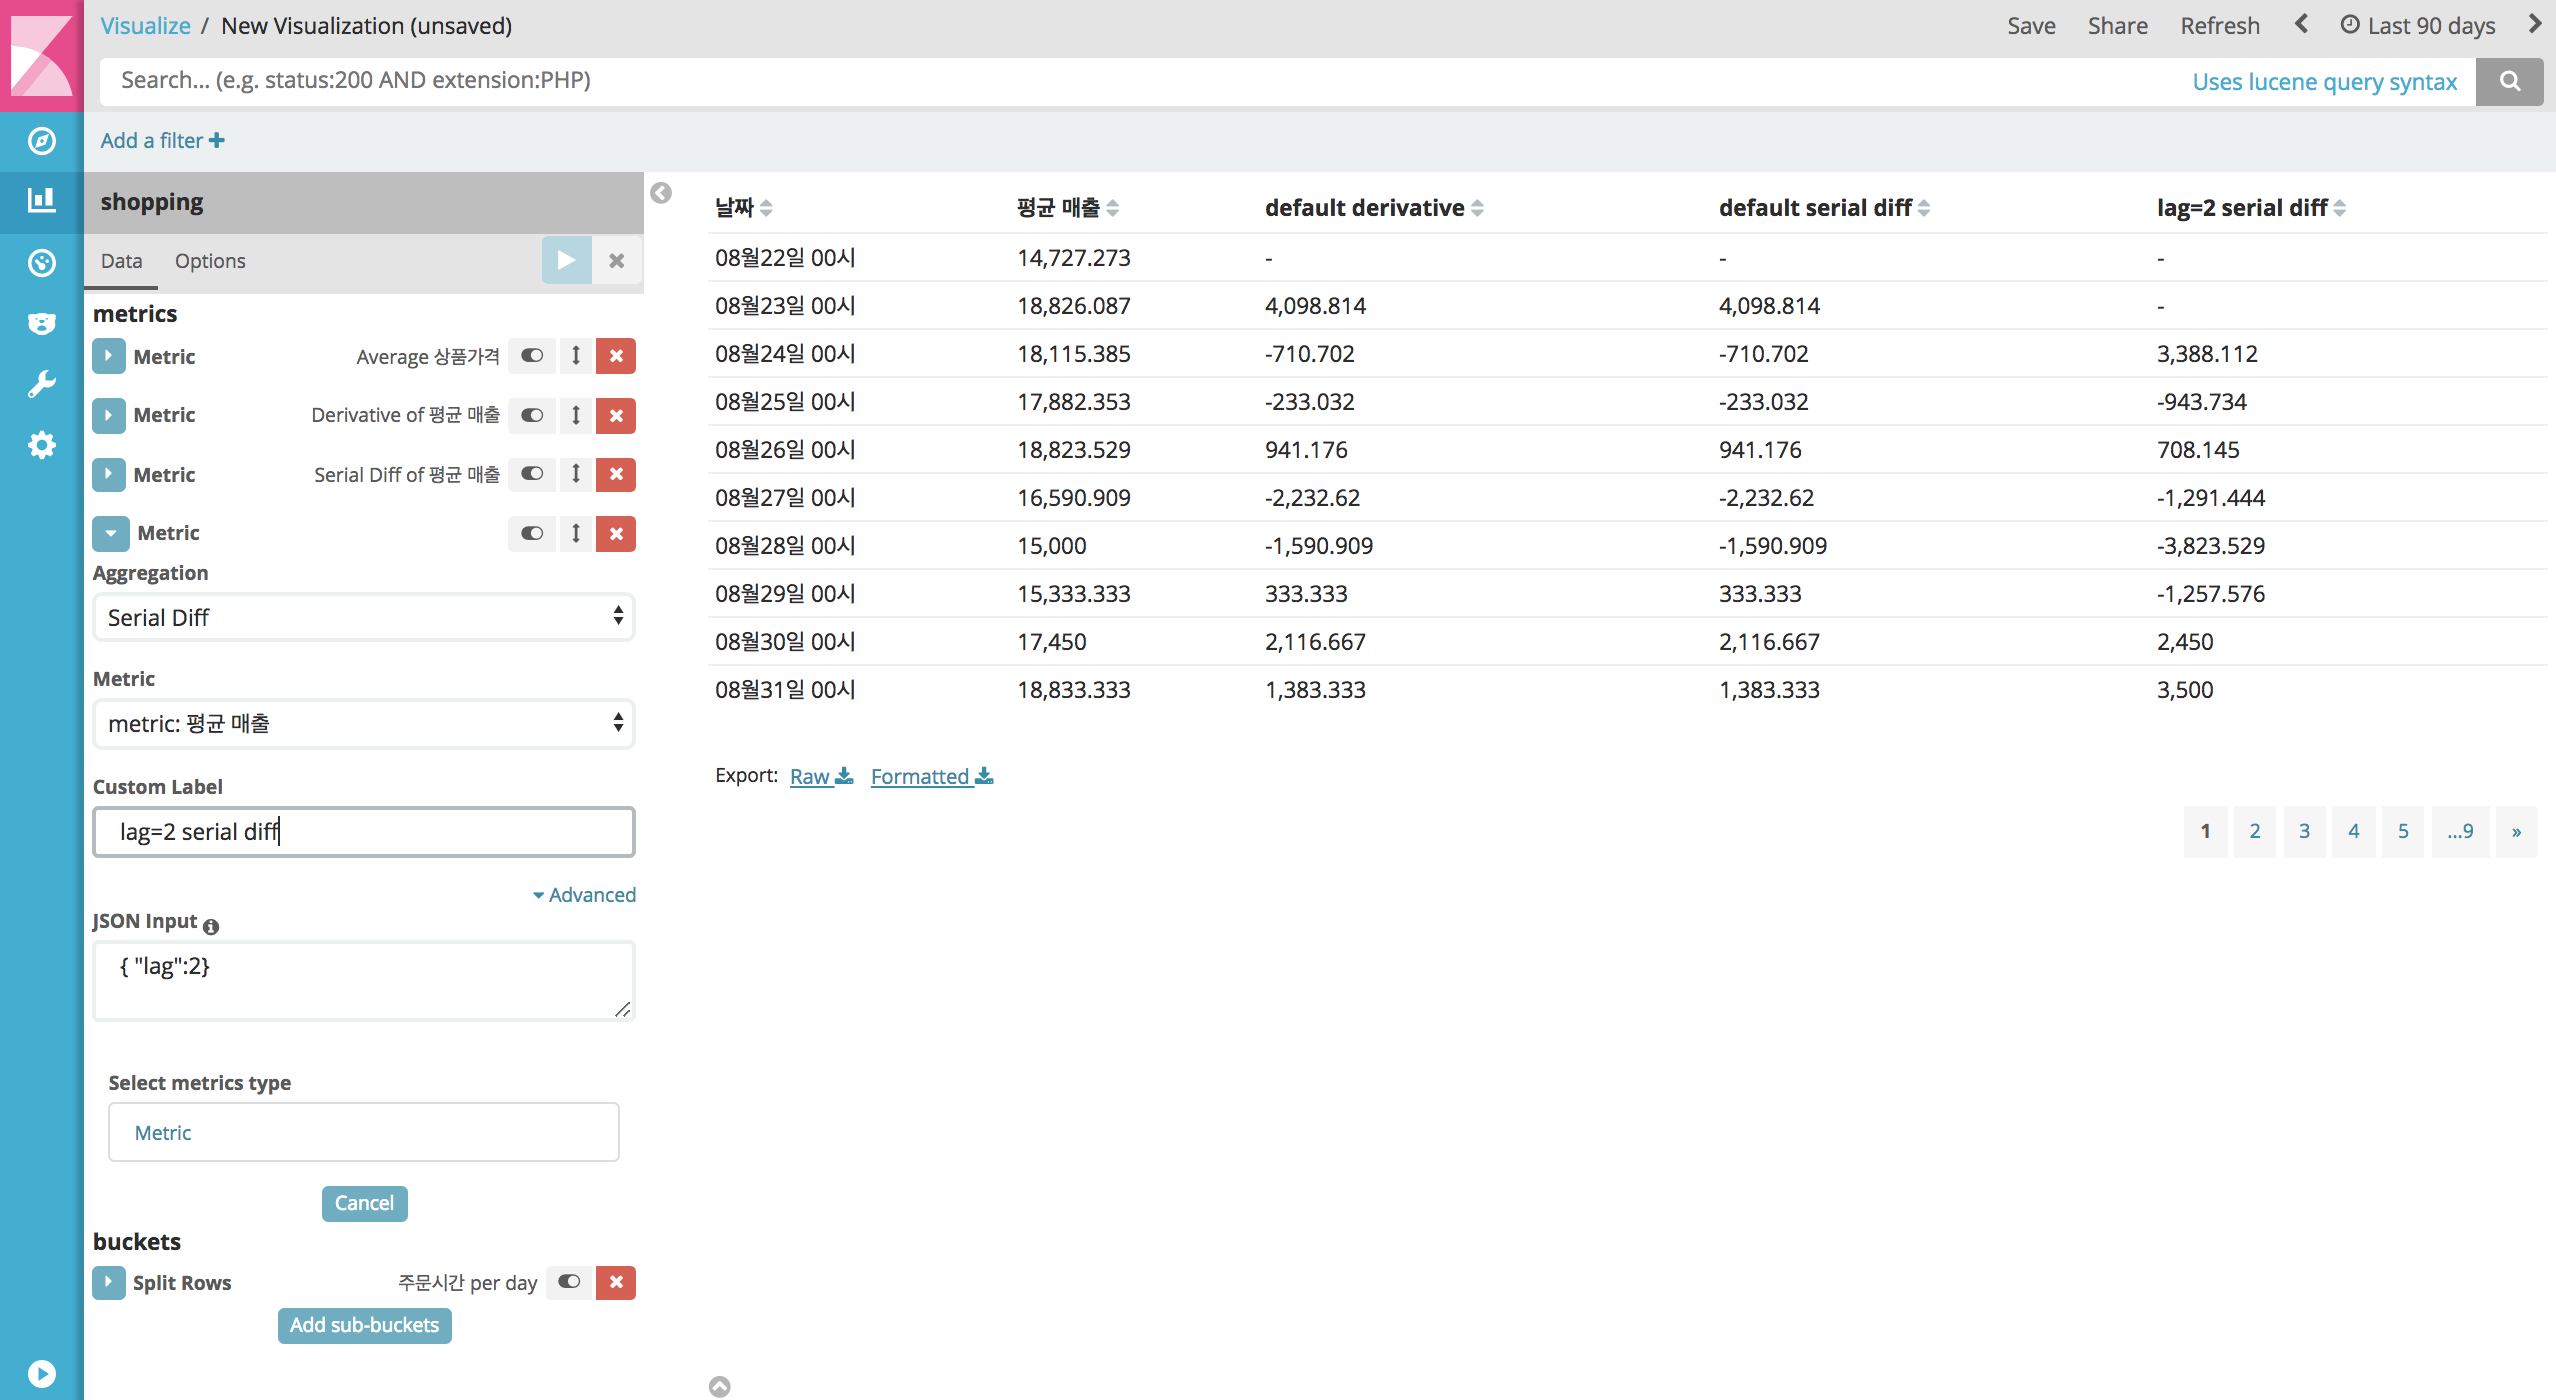 Visualize / New Visualization (unsaved)
Save Share Refresh Last 90 days
Search... (e.g. status:200 AND extension:PHP)
Uses lucene query syntax
Add a filter
shopping
Data Options
metrics
Metric Average 상품가격
Metric Derivative of 평균 매출
Metric Serial Diff of 평균 매출
Metric
Aggregation
Serial Diff
Metric
metric: 평균 매출
Custom Label
lag=2 serial diff
Advanced
JSON Input
{ "lag":2}
Select metrics type
Metric
Cancel
buckets
Split Rows 주문시간 per day
Add sub-buckets
날짜 평균 매출 default derivative default serial diff lag=2 serial diff
08월22일 00시 14,727.273 - - -
08월23일 00시 18,826.087 4,098.814 4,098.814 -
08월24일 00시 18,115.385 -710.702 -710.702 3,388.112
08월25일 00시 17,882.353 -233.032 -233.032 -943.734
08월26일 00시 18,823.529 941.176 941.176 708.145
08월27일 00시 16,590.909 -2,232.62 -2,232.62 -1,291.444
08월28일 00시 15,000 -1,590.909 -1,590.909 -3,823.529
08월29일 00시 15,333.333 333.333 333.333 -1,257.576
08월30일 00시 17,450 2,116.667 2,116.667 2,450
08월31일 00시 18,833.333 1,383.333 1,383.333 3,500
Export: Raw Formatted
1 2 3 4 5 ...9 »